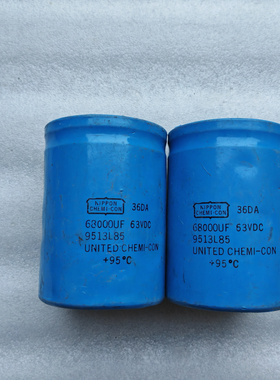 NIPPON
CHEMI-CON
36DA
68000UF 63VDC
9513L85
UNITED CHEMI-CON
+95°C
NIPPON
CHEMI-CON
36DA
68000UF 63VDC
9513L85
UNITED CHEMI-CON
+95°C